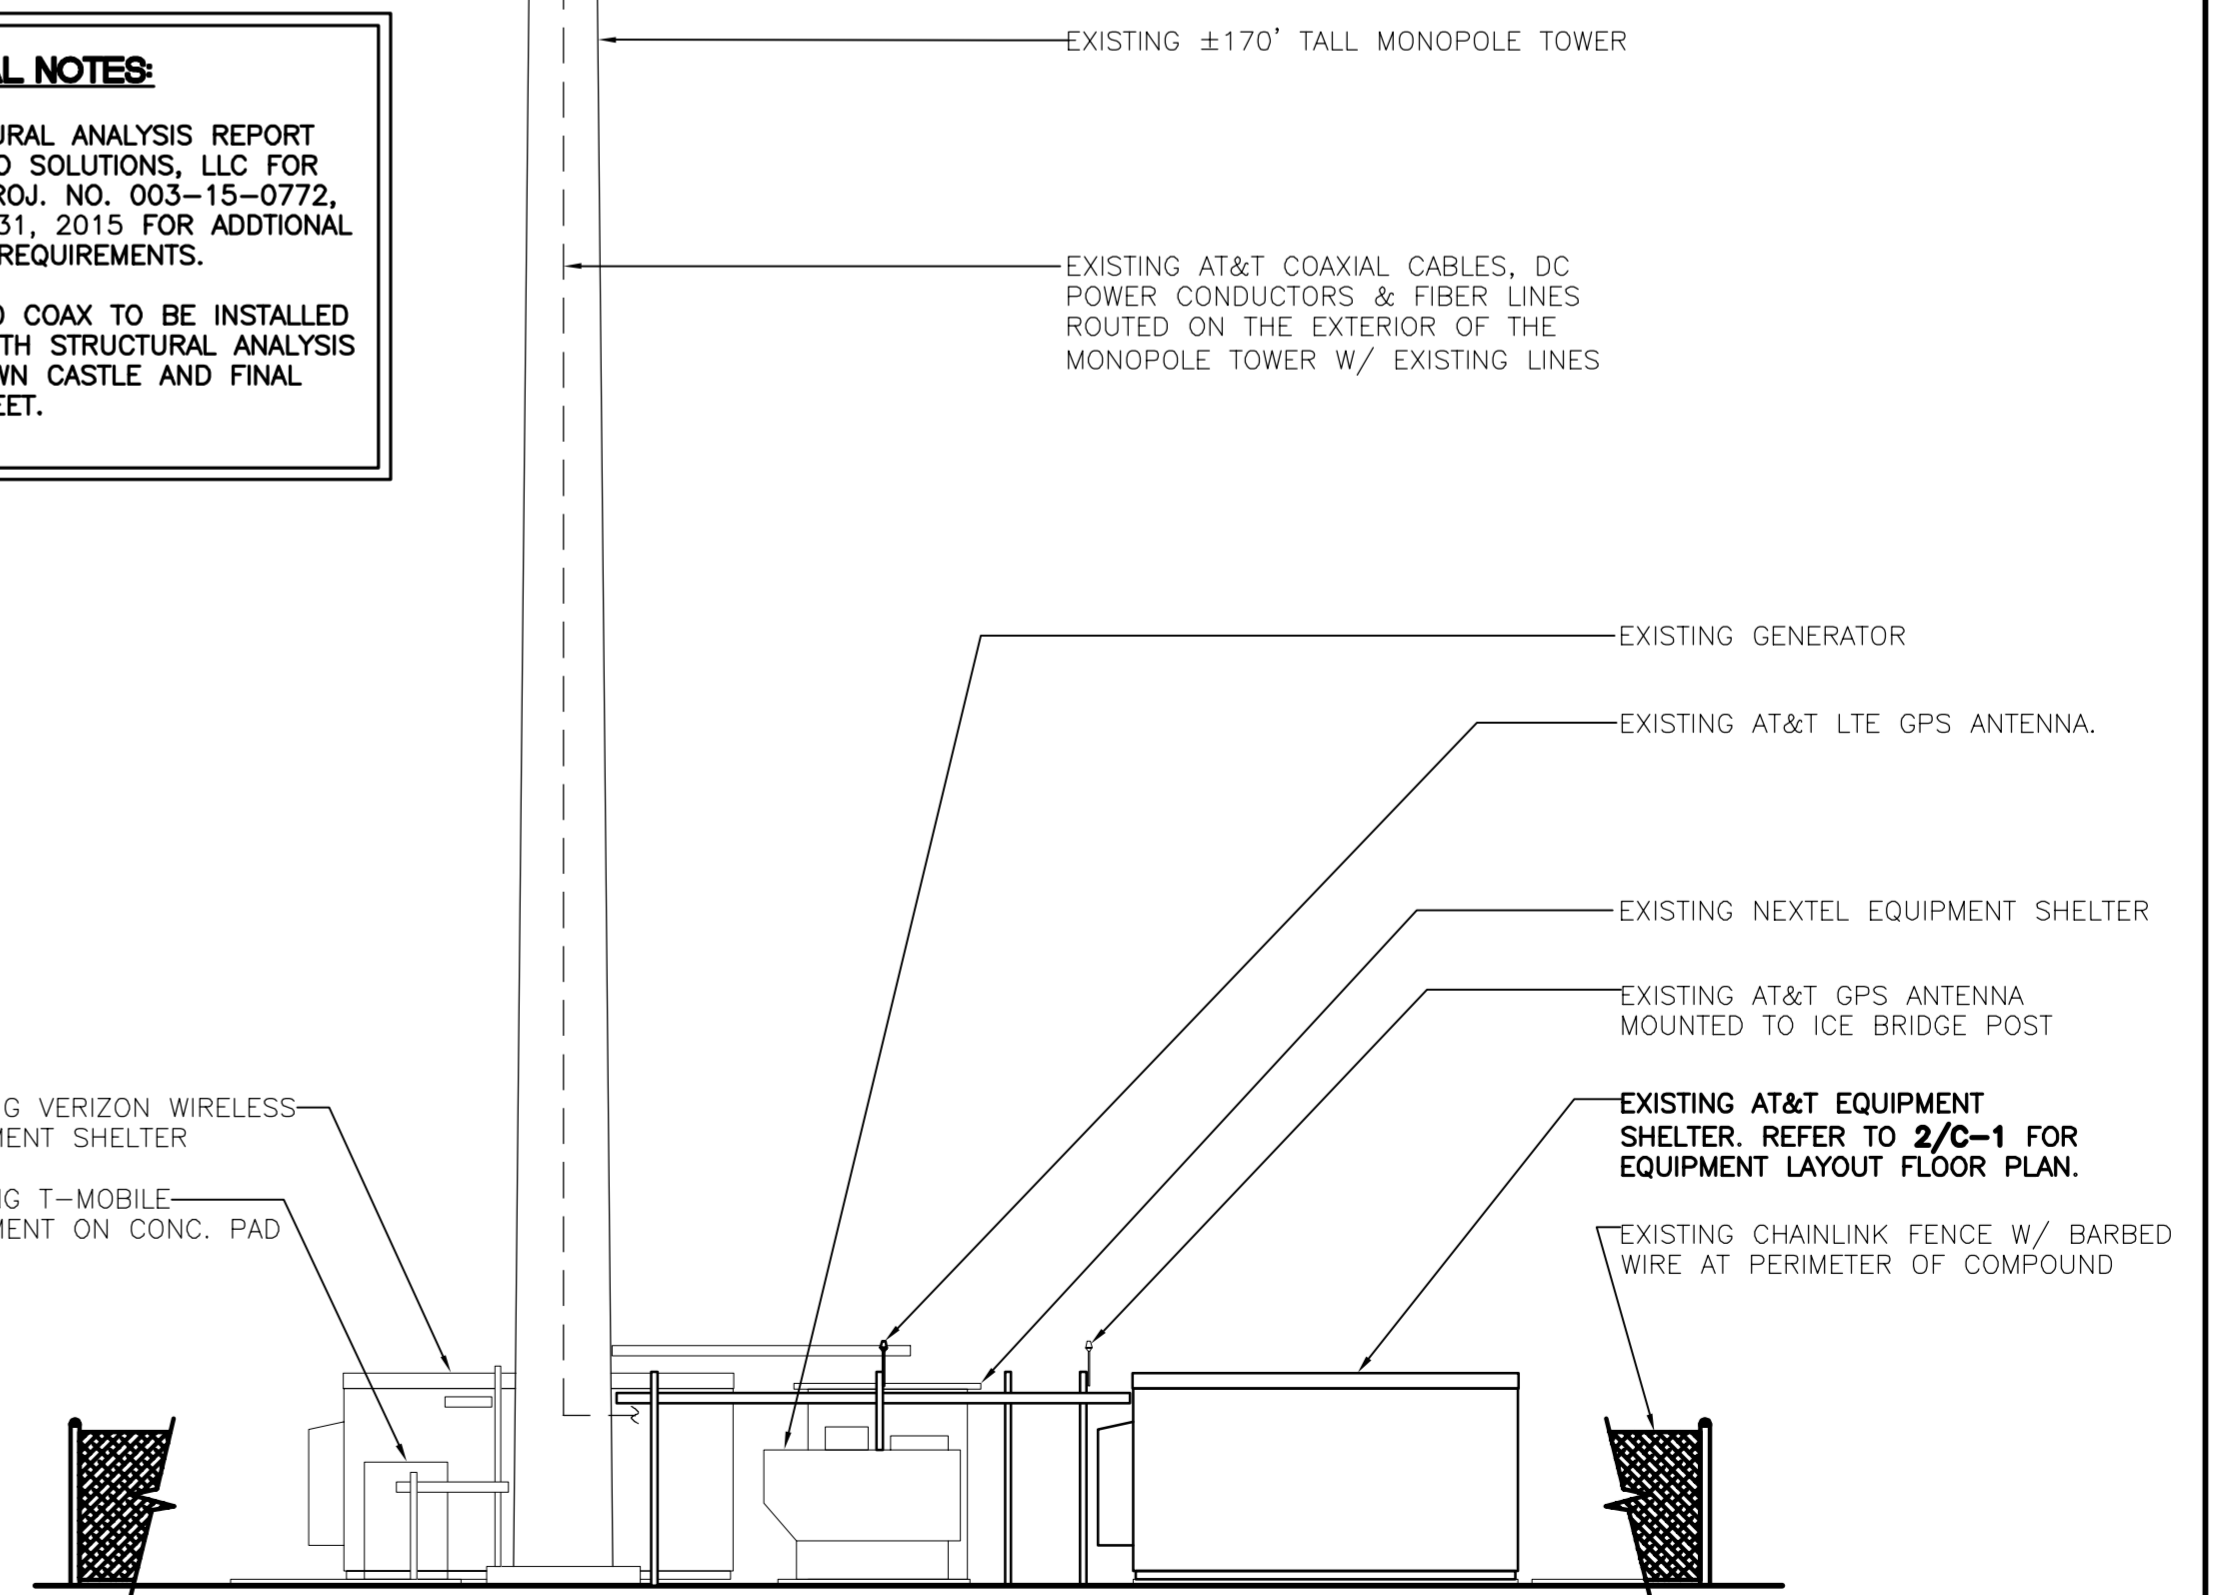 AL NOTES:
URAL ANALYSIS REPORT
O SOLUTIONS, LLC FOR
ROJ. NO. 003-15-0772,
31, 2015 FOR ADDTIONAL
REQUIREMENTS.
D COAX TO BE INSTALLED
TH STRUCTURAL ANALYSIS
WN CASTLE AND FINAL
EET.
EXISTING ±170' TALL MONOPOLE TOWER
EXISTING AT&T COAXIAL CABLES, DC
POWER CONDUCTORS & FIBER LINES
ROUTED ON THE EXTERIOR OF THE
MONOPOLE TOWER W/ EXISTING LINES
EXISTING GENERATOR
EXISTING AT&T LTE GPS ANTENNA.
EXISTING NEXTEL EQUIPMENT SHELTER
EXISTING AT&T GPS ANTENNA
MOUNTED TO ICE BRIDGE POST
EXISTING AT&T EQUIPMENT
SHELTER. REFER TO 2/C-1 FOR
EQUIPMENT LAYOUT FLOOR PLAN.
EXISTING CHAINLINK FENCE W/ BARBED
WIRE AT PERIMETER OF COMPOUND
G VERIZON WIRELESS
MENT SHELTER
NG T-MOBILE
MENT ON CONC. PAD